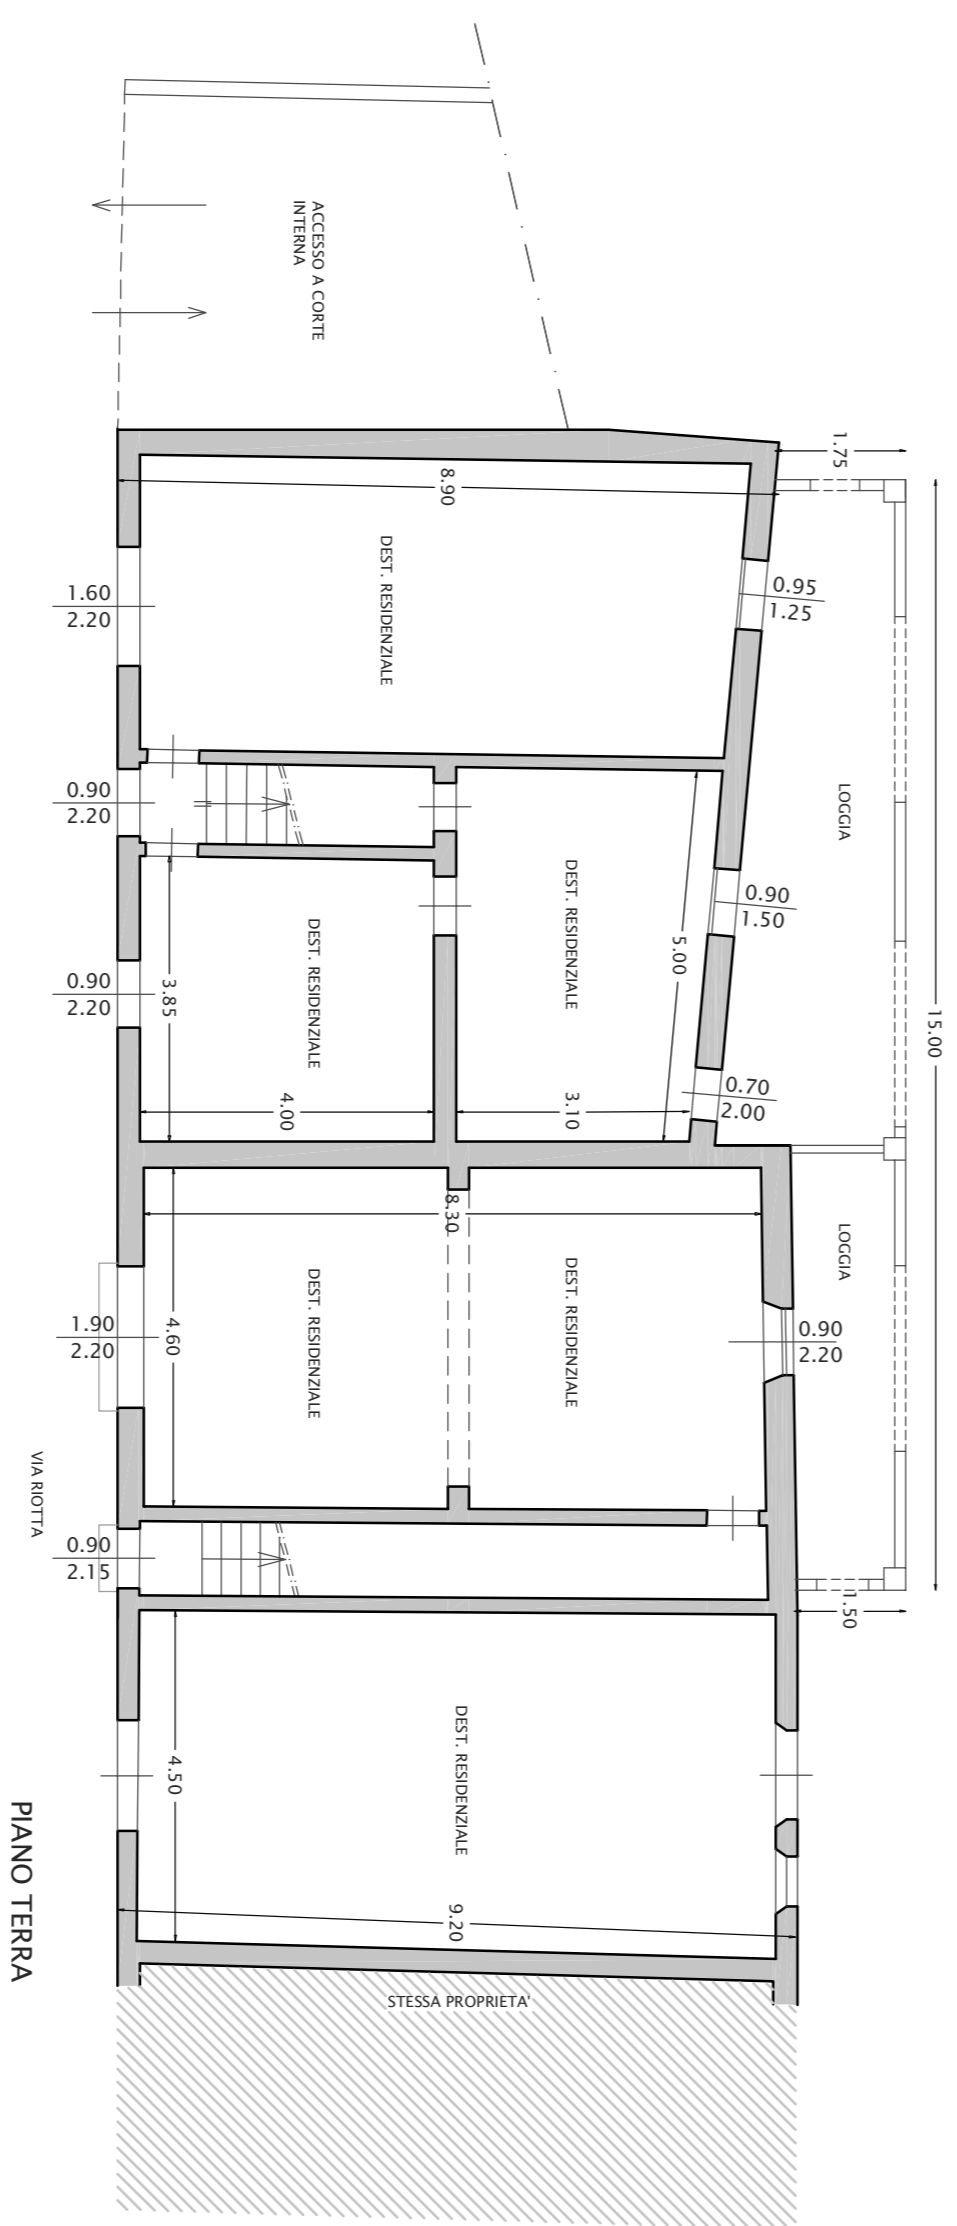 ACCESSO A CORTE
INTERNA
1.75
8.90
DEST. RESIDENZIALE
1.60
2.20
0.95
1.25
LOGGIA
0.90
2.20
0.90
1.50
DEST. RESIDENZIALE
DEST. RESIDENZIALE
5.00
3.85
0.90
2.20
15.00
0.70
2.00
4.00
3.10
8.30
LOGGIA
DEST. RESIDENZIALE
DEST. RESIDENZIALE
4.60
1.90
2.20
0.90
2.20
VIA RIOTTA
0.90
2.15
1.50
DEST. RESIDENZIALE
4.50
9.20
PIANO TERRA
STESSA PROPRIETA'